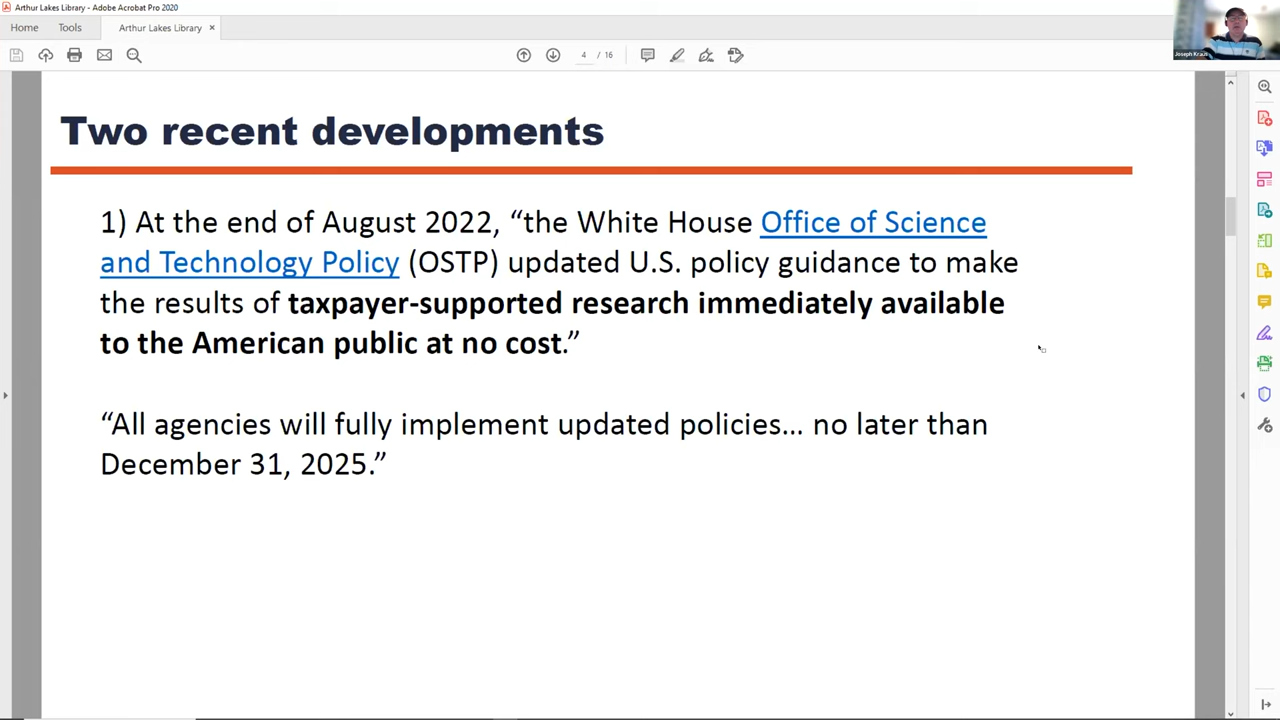 Arthur Lakes Library - Adobe Acrobat Pro 2020
Home Tools Arthur Lakes Library ×
4 / 16
Joseph Kraus
Two recent developments
1) At the end of August 2022, “the White House Office of Science
and Technology Policy (OSTP) updated U.S. policy guidance to make
the results of taxpayer-supported research immediately available
to the American public at no cost.”
“All agencies will fully implement updated policies... no later than
December 31, 2025.”